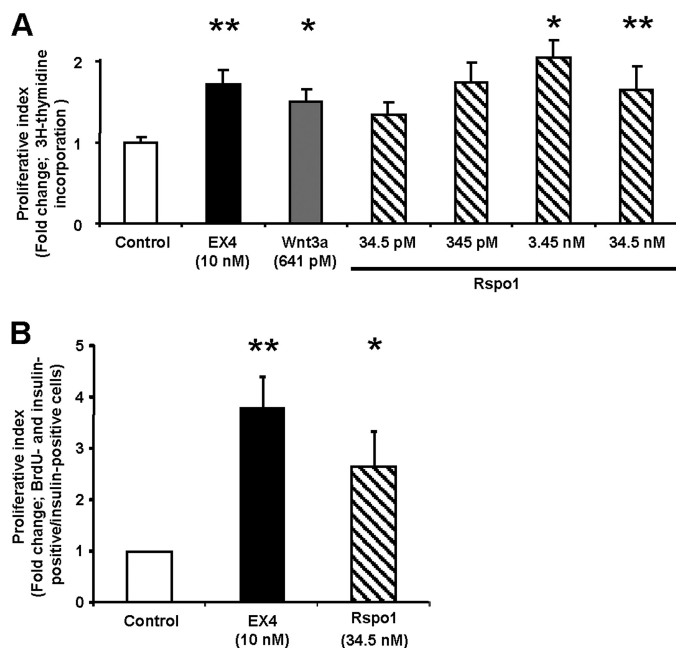 A
Proliferative index
(Fold change; 3H-thymidine
incorporation )
2
1
0
** * * **
Control EX4 Wnt3a 34.5 pM 345 pM 3.45 nM 34.5 nM
(10 nM) (641 pM)
Rspo1
B
Proliferative index
(Fold change; BrdU- and insulin-
positive/insulin-positive cells)
5
4
3
2
1
0
** *
Control EX4 Rspo1
(10 nM) (34.5 nM)